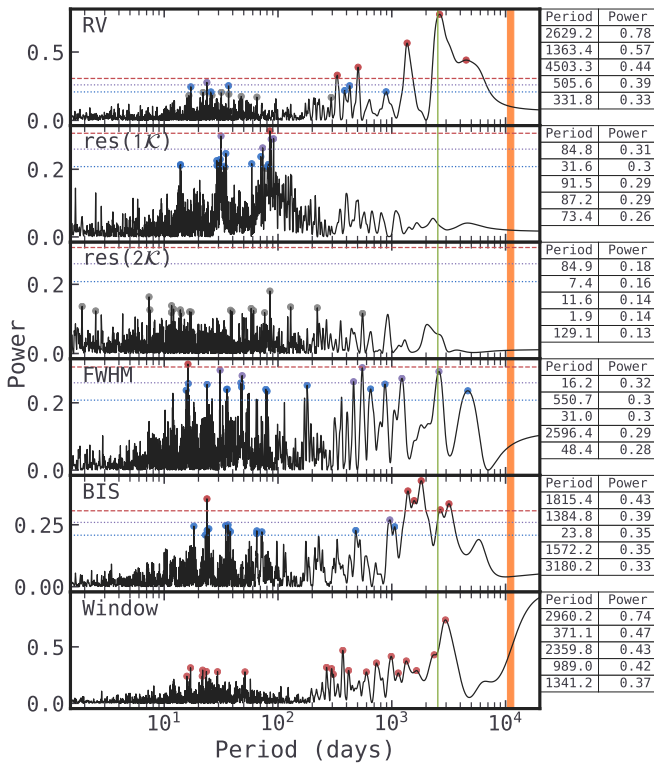 RV
0.5
0.0
Period Power
2629.2 0.78
1363.4 0.57
4503.3 0.44
505.6 0.39
331.8 0.33
res(1𝒦)
0.2
0.0
Period Power
84.8 0.31
31.6 0.3
91.5 0.29
87.2 0.29
73.4 0.26
res(2𝒦)
0.2
0.0
Period Power
84.9 0.18
7.4 0.16
11.6 0.14
1.9 0.14
129.1 0.13
Power
FWHM
0.2
0.0
Period Power
16.2 0.32
550.7 0.3
31.0 0.3
2596.4 0.29
48.4 0.28
BIS
0.25
0.00
Period Power
1815.4 0.43
1384.8 0.39
23.8 0.35
1572.2 0.35
3180.2 0.33
Window
0.5
0.0
Period Power
2960.2 0.74
371.1 0.47
2359.8 0.43
989.0 0.42
1341.2 0.37
10¹ 10² 10³ 10⁴
Period (days)